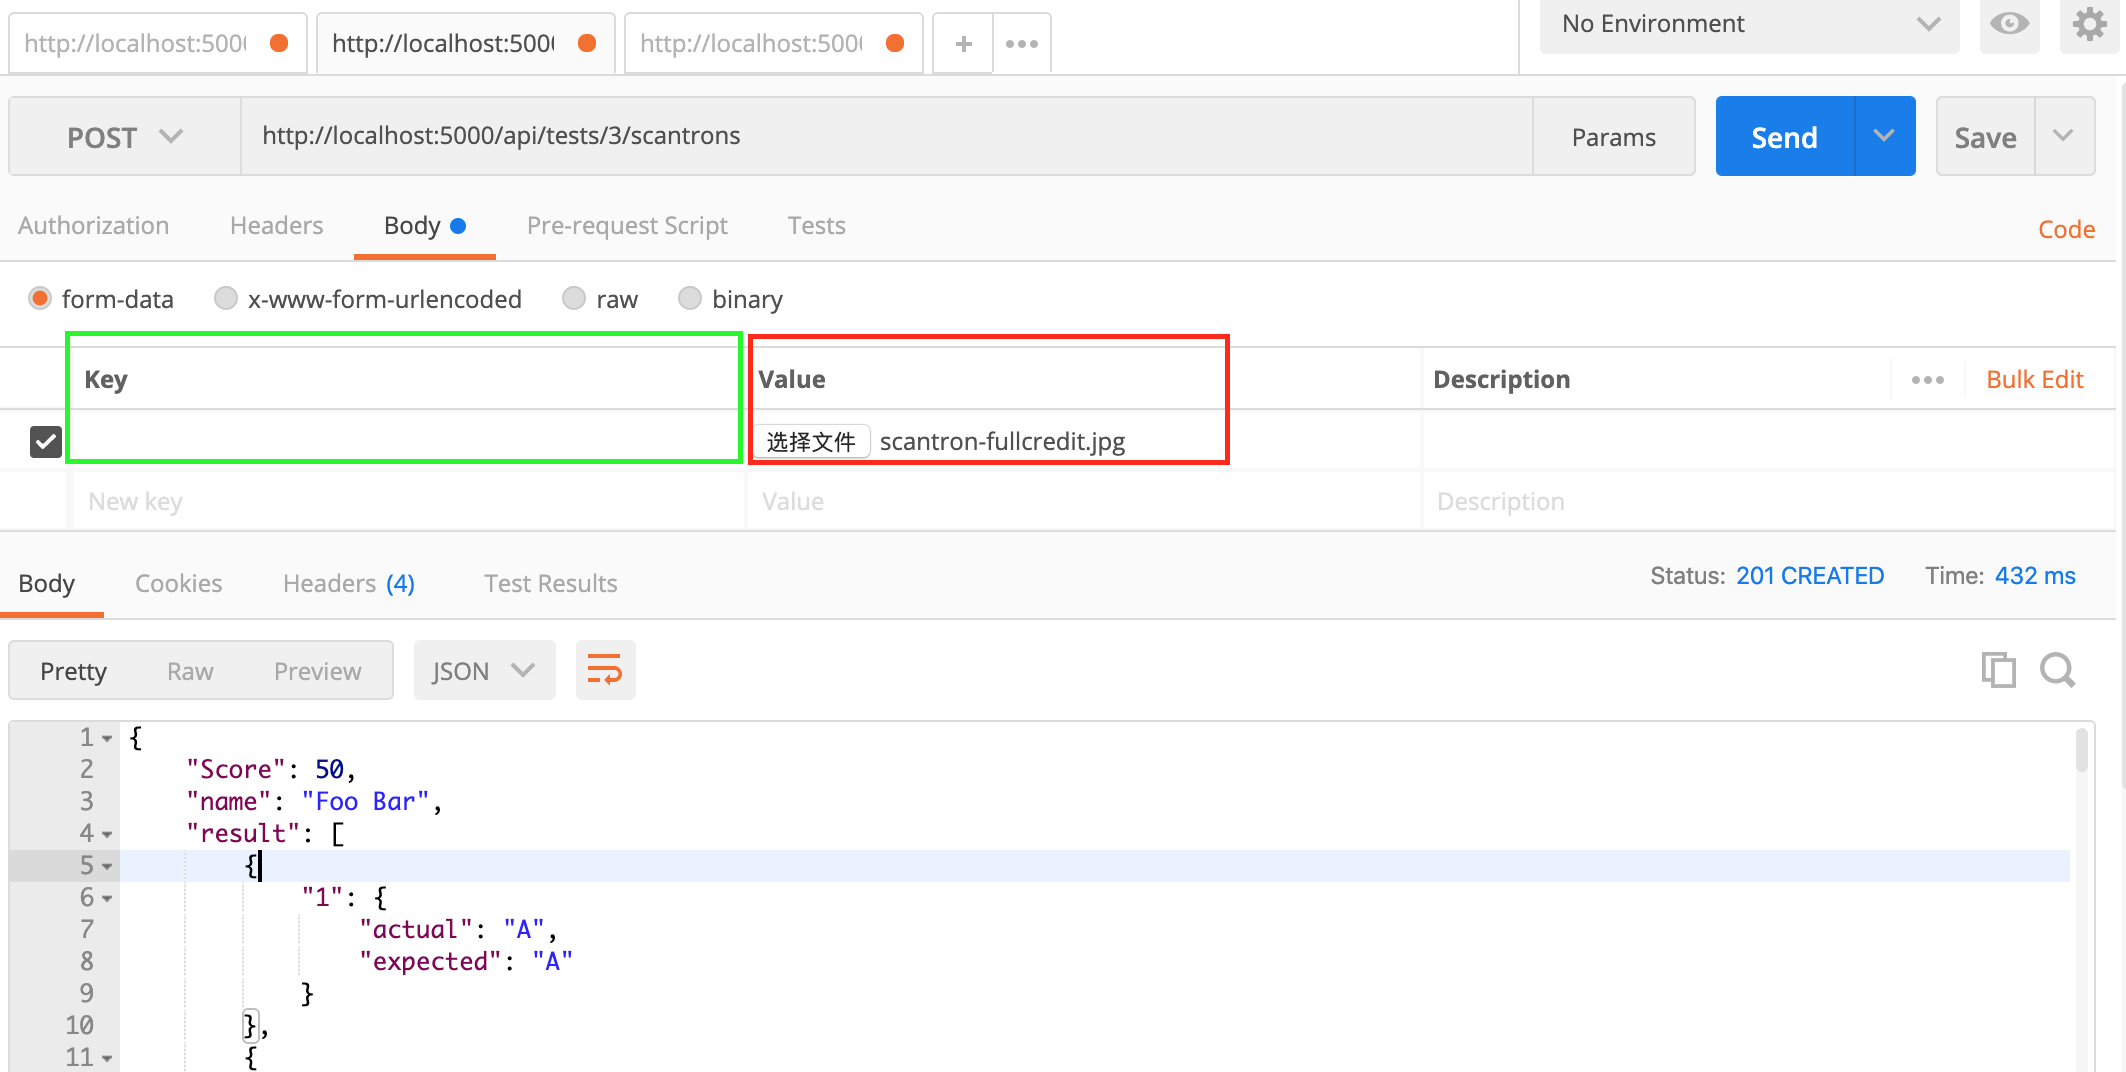 http://localhost:500
http://localhost:500
http://localhost:500
+
No Environment
POST
http://localhost:5000/api/tests/3/scantrons
Params
Send
Save
Authorization
Headers
Body
Pre-request Script
Tests
Code
form-data
x-www-form-urlencoded
raw
binary
Key
Value
Description
Bulk Edit
选择文件 scantron-fullcredit.jpg
New key
Value
Description
Body
Cookies
Headers (4)
Test Results
Status: 201 CREATED
Time: 432 ms
Pretty
Raw
Preview
JSON
1 {
2 "Score": 50,
3 "name": "Foo Bar",
4 "result": [
5 {
6 "1": {
7 "actual": "A",
8 "expected": "A"
9 }
10 },
11 {